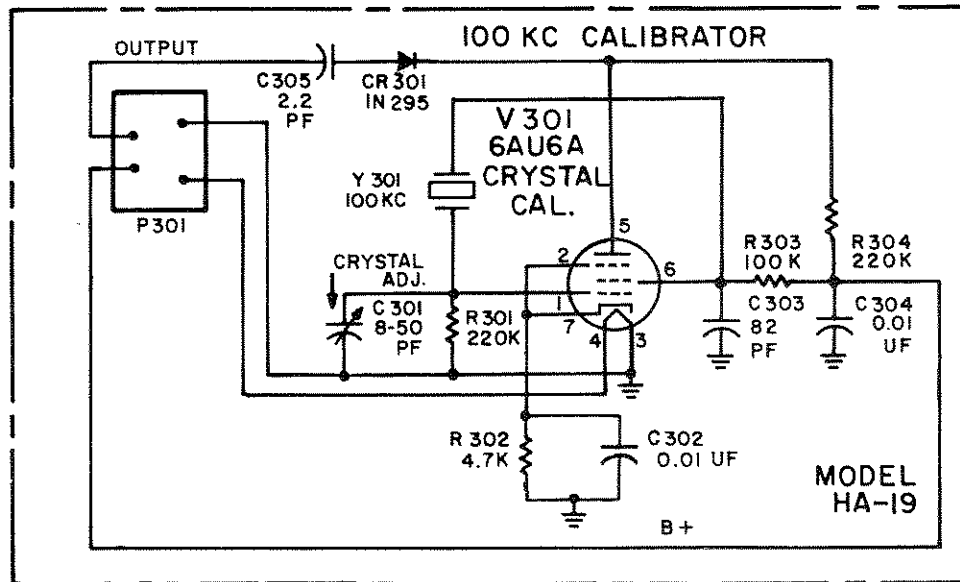 100 KC CALIBRATOR
OUTPUT
C305
2.2
PF
CR301
IN295
V301
6AU6A
CRYSTAL
CAL.
Y301
100KC
P301
5
2
6
1
7
4
3
CRYSTAL
ADJ.
C301
8-50
PF
R301
220K
R303
100K
R304
220K
C303
82
PF
C304
0.01
UF
R302
4.7K
C302
0.01 UF
MODEL
HA-19
B+